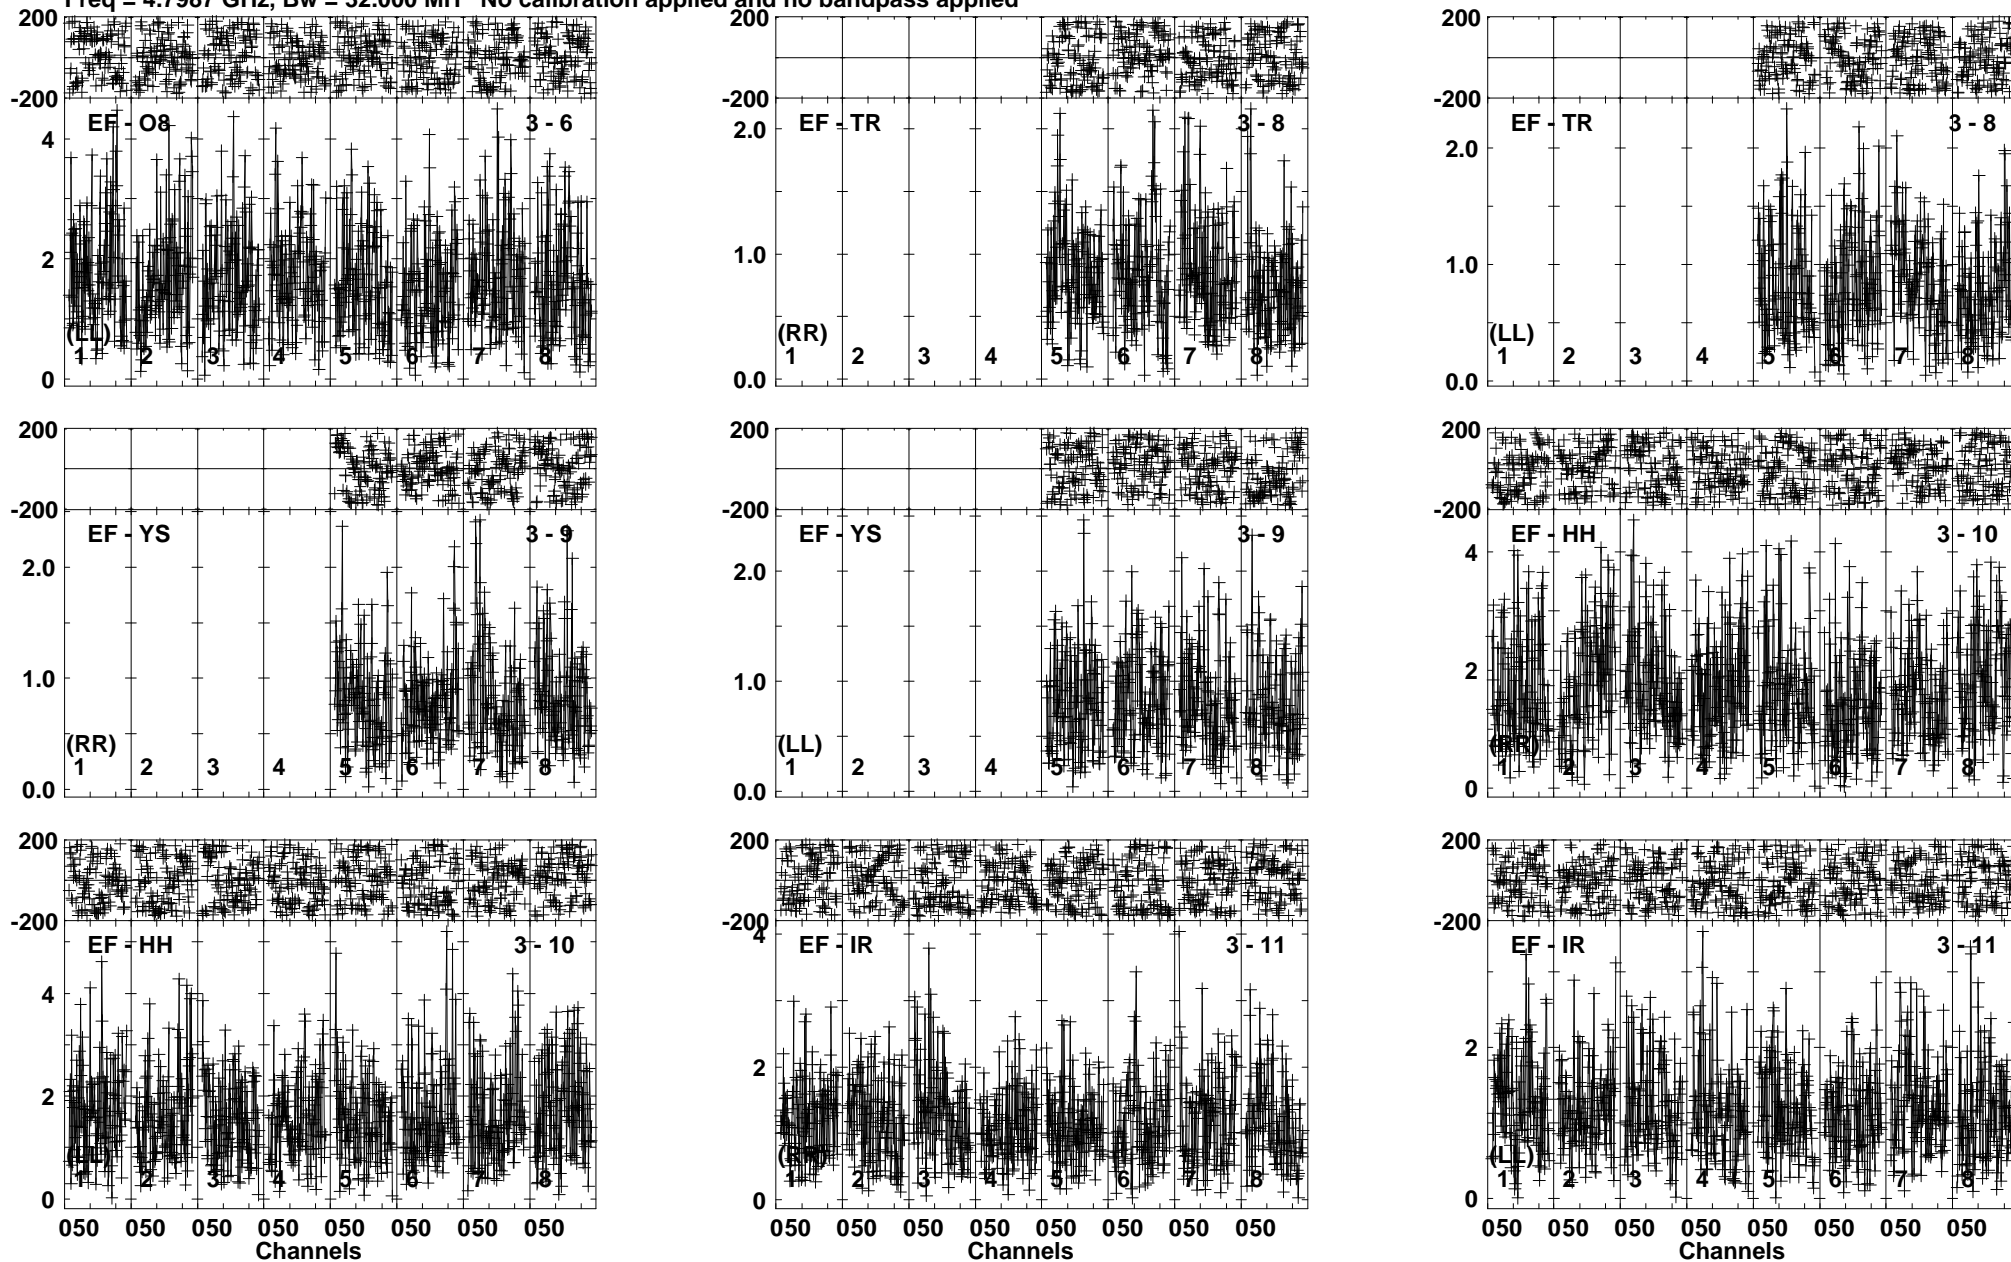 Freq = 4.7987 GHz, Bw = 32.000 MH No calibration applied and no bandpass applied
200 200 200
-200 -200 -200
EF - O8 3 - 6 EF - TR 3 - 8 EF - TR 3 - 8
4 2.0 2.0
2 1.0 1.0
(LL) (RR) (LL)
1 2 3 4 5 6 7 8 1 2 3 4 5 6 7 8 1 2 3 4 5 6 7 8
0 0.0 0.0
200 200 200
-200 -200 -200
EF - YS 3 - 9 EF - YS 3 - 9 EF - HH 3 - 10
2.0 2.0 4
1.0 1.0 2
(RR) (LL) (RR)
1 2 3 4 5 6 7 8 1 2 3 4 5 6 7 8 1 2 3 4 5 6 7 8
0.0 0.0 0
200 200 200
-200 -200 -200
EF - HH 3 - 10 EF - IR 3 - 11 EF - IR 3 - 11
4 4
2 2 2
(LL) (RR) (LL)
1 2 3 4 5 6 7 8 1 2 3 4 5 6 7 8 1 2 3 4 5 6 7 8
0 0 0
050 050 050 050 050 050 050 050 050 050 050 050 050 050 050 050 050 050 050 050 050 050 050 050
Channels Channels Channels